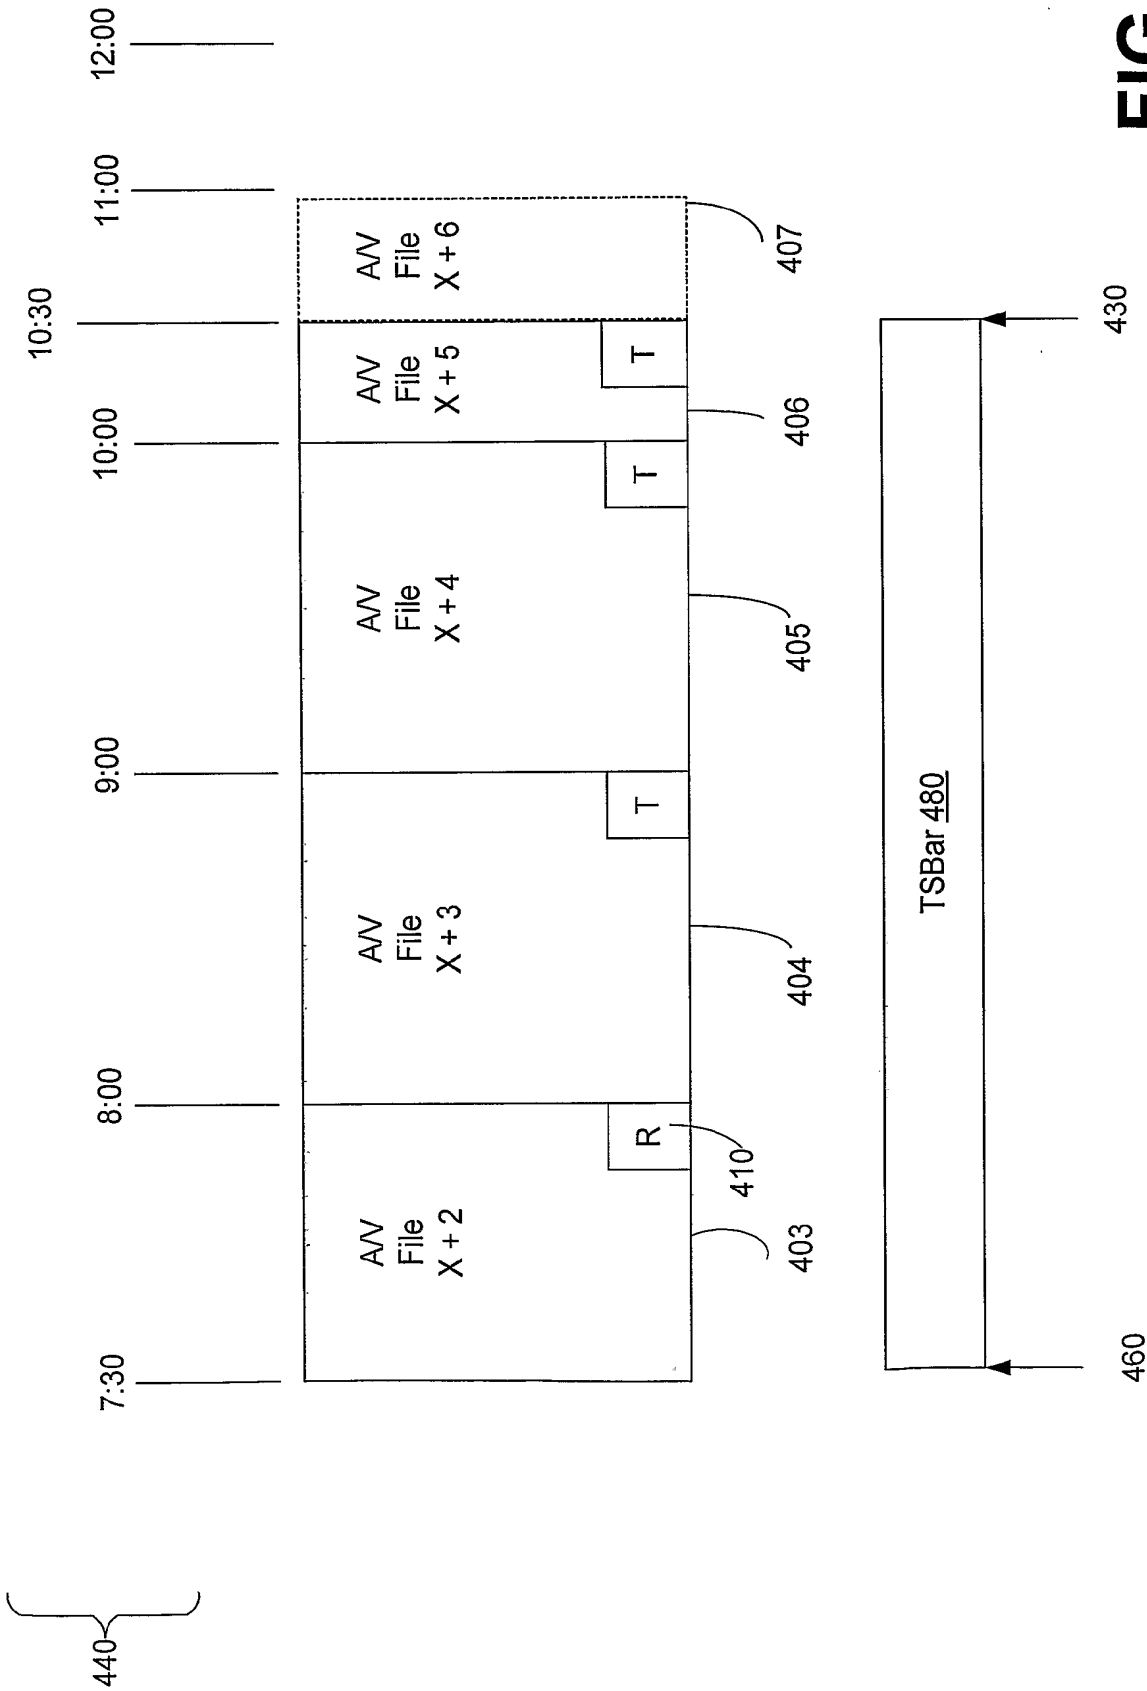 440
7:30
8:00
9:00
10:00
10:30
11:00
12:00
A/V
File
X + 2
A/V
File
X + 3
A/V
File
X + 4
A/V
File
X + 5
A/V
File
X + 6
R
T
T
T
410
403
404
405
406
407
TSBar 480
460
430
FIG